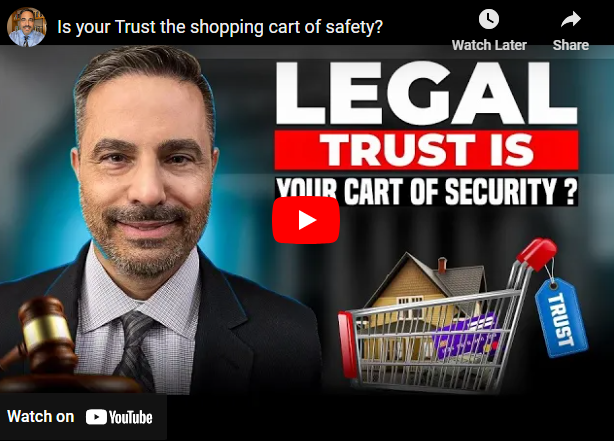 Is your Trust the shopping cart of safety?
Watch Later
Share
LEGAL
TRUST IS
YOUR CART OF SECURITY ?
TRUST
Watch on YouTube